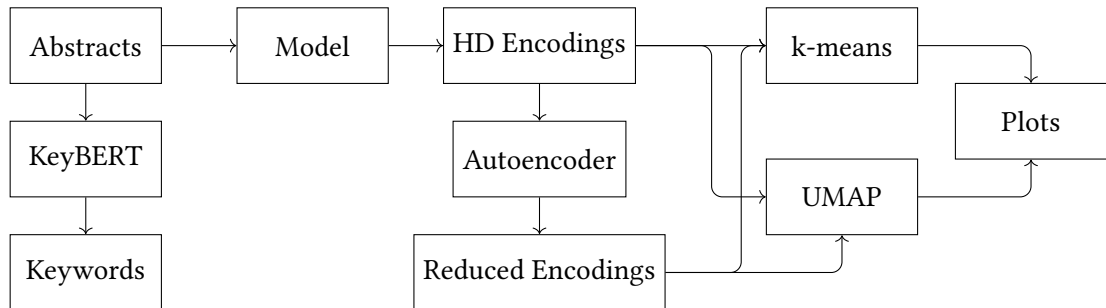 Abstracts
Model
HD Encodings
k-means
Plots
KeyBERT
Autoencoder
UMAP
Keywords
Reduced Encodings